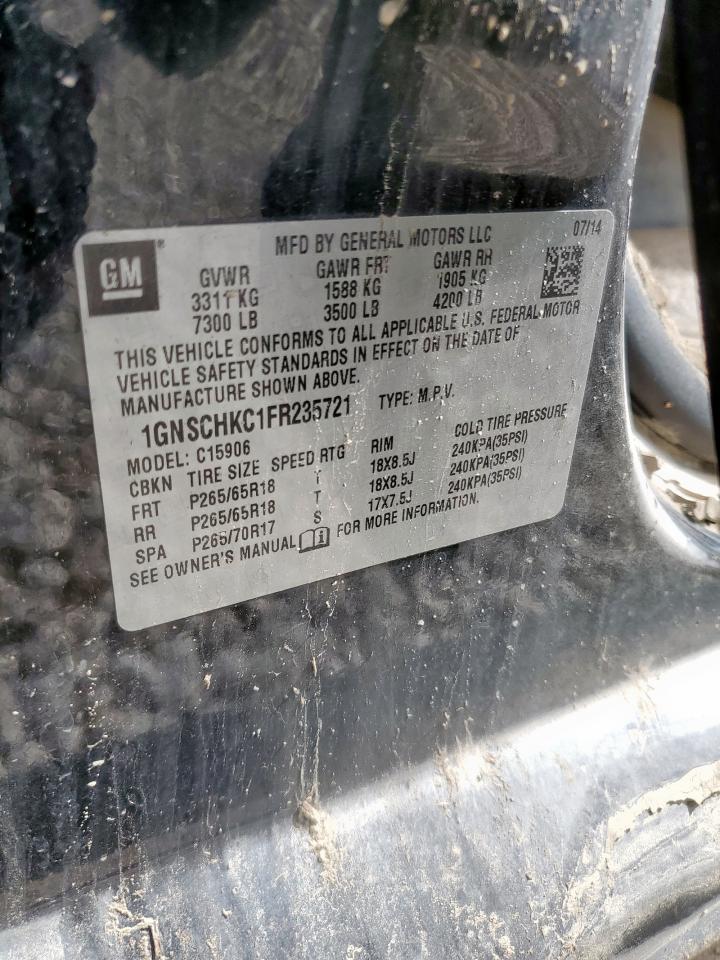 MFD BY GENERAL MOTORS LLC 07/14
GM
GVWR GAWR FRT GAWR RR
3311 KG 1588 KG 1905 KG
7300 LB 3500 LB 4200 LB
THIS VEHICLE CONFORMS TO ALL APPLICABLE U.S. FEDERAL MOTOR
VEHICLE SAFETY STANDARDS IN EFFECT ON THE DATE OF
MANUFACTURE SHOWN ABOVE.
1GNSCHKC1FR235721 TYPE: M.P.V.
MODEL: C15906
CBKN TIRE SIZE SPEED RTG RIM COLD TIRE PRESSURE
FRT P265/65R18 T 18X8.5J 240KPA(35PSI)
RR P265/65R18 T 18X8.5J 240KPA(35PSI)
SPA P265/70R17 S 17X7.5J 240KPA(35PSI)
SEE OWNER'S MANUAL i FOR MORE INFORMATION.